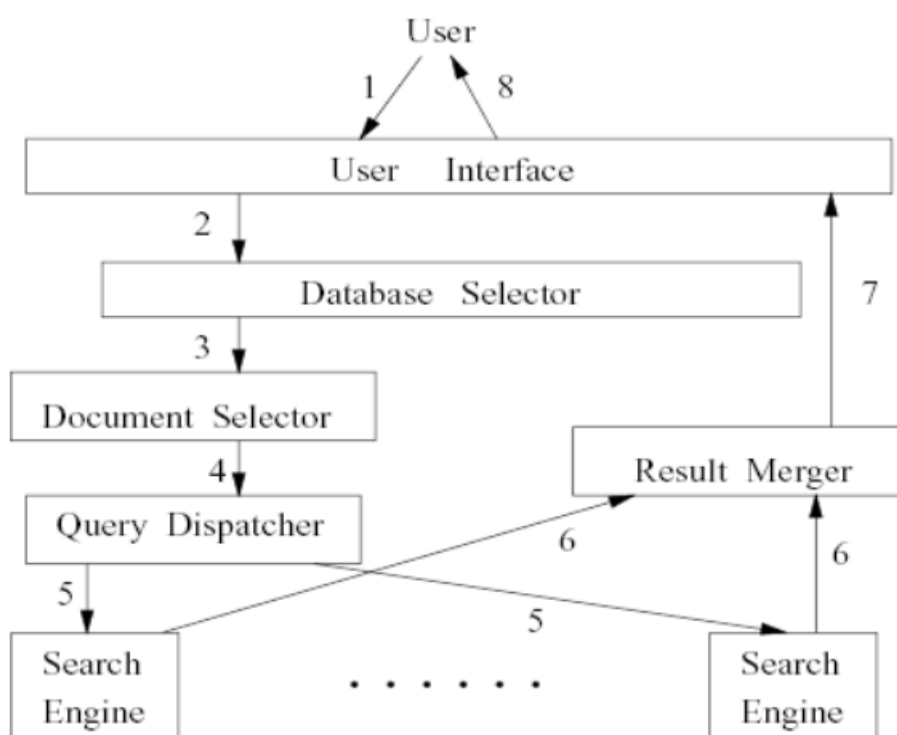 User
1
8
User Interface
2
Database Selector
7
3
Document Selector
4
Result Merger
Query Dispatcher
6
6
5
5
Search
Engine
Search
Engine